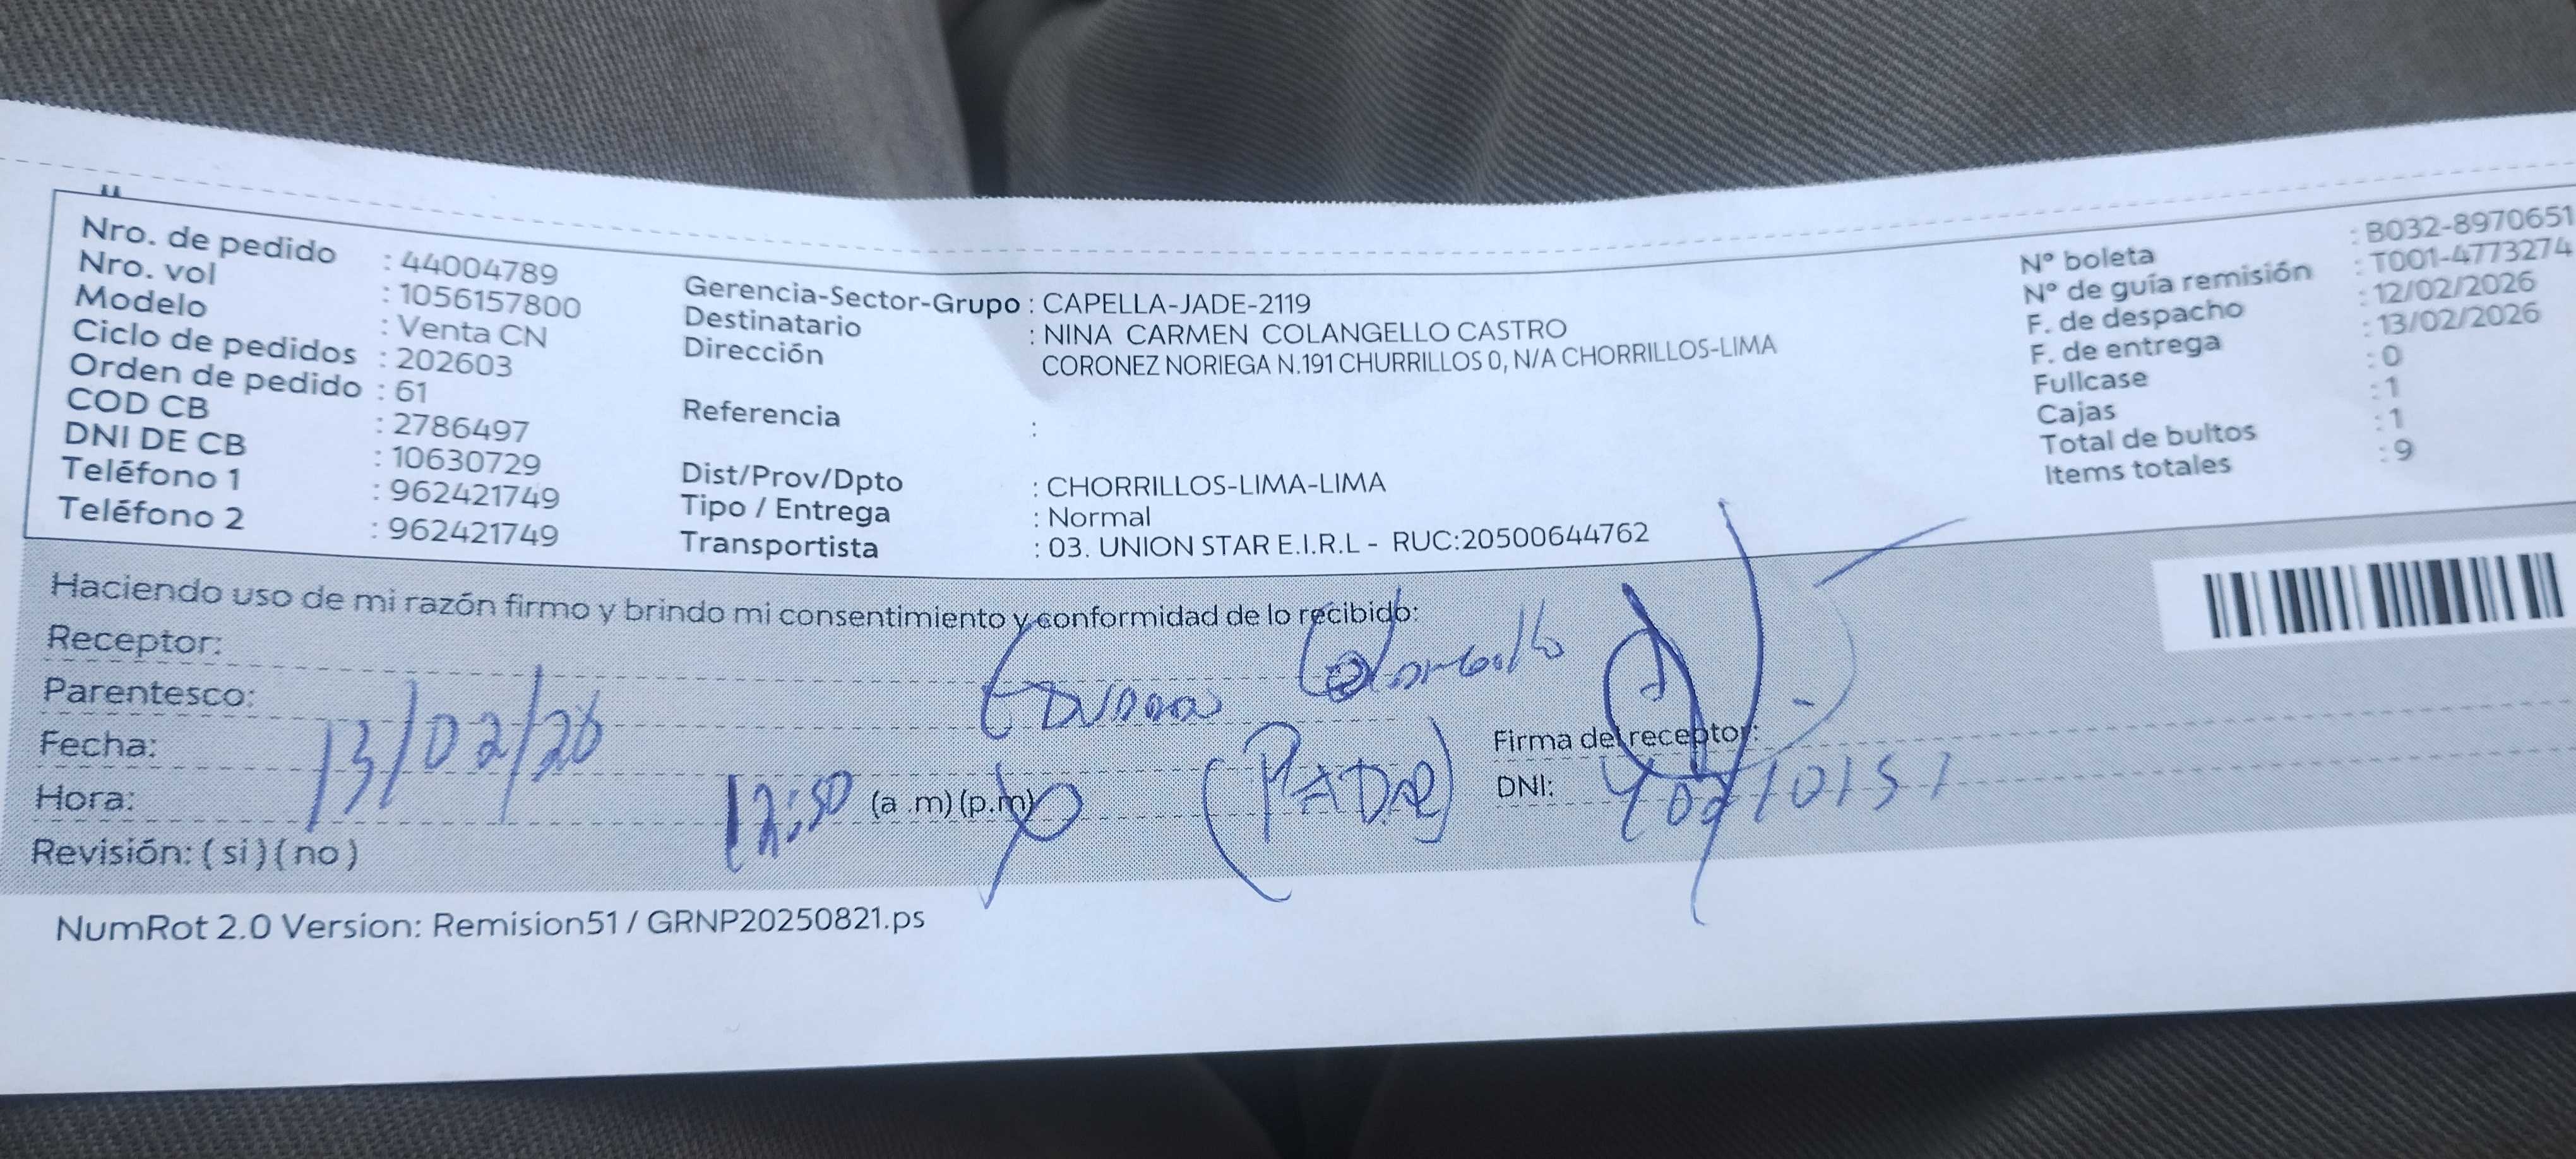 Nro. de pedido : 44004789
Nro. vol : 1056157800
Modelo : Venta CN
Ciclo de pedidos : 202603
Orden de pedido : 61
COD CB : 2786497
DNI DE CB : 10630729
Teléfono 1 : 962421749
Teléfono 2 : 962421749
Gerencia-Sector-Grupo : CAPELLA-JADE-2119
Destinatario : NINA CARMEN COLANGELLO CASTRO
Dirección CORONEZ NORIEGA N.191 CHURRILLOS 0, N/A CHORRILLOS-LIMA
Referencia :
Dist/Prov/Dpto : CHORRILLOS-LIMA-LIMA
Tipo / Entrega : Normal
Transportista : 03. UNION STAR E.I.R.L - RUC:20500644762
Nº boleta : B032-8970651
Nº de guía remisión : T001-4773274
F. de despacho : 12/02/2026
F. de entrega : 13/02/2026
Fullcase : 0
Cajas : 1
Total de bultos : 1
Items totales : 9
Haciendo uso de mi razón firmo y brindo mi consentimiento y conformidad de lo recibido:
Receptor:
Parentesco:
Fecha: 13/02/26
Firma del receptor:
Hora: 12:50 (a .m) (p.m) (PADRE)
DNI:
Revisión: ( si ) ( no )
NumRot 2.0 Version: Remision51 / GRNP20250821.ps